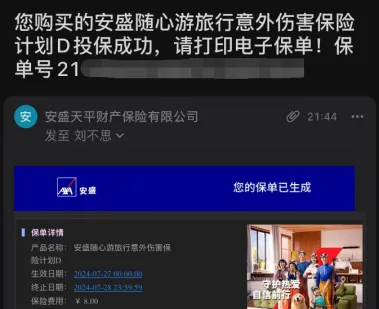 您购买的安盛随心游旅行意外伤害保险
计划D投保成功，请打印电子保单！保
单号21
安
安盛天平财产保险有限公司
21:44
发至 刘不思
AXA 安盛
您的保单已生成
保单详情
产品名称： 安盛随心游旅行意外伤害保
险计划D
生效日期： 2024-07-27 00:00:00
终止日期： 2024-07-28 23:59:59
保险费用： ￥ 8.00
守护热爱
自信前行